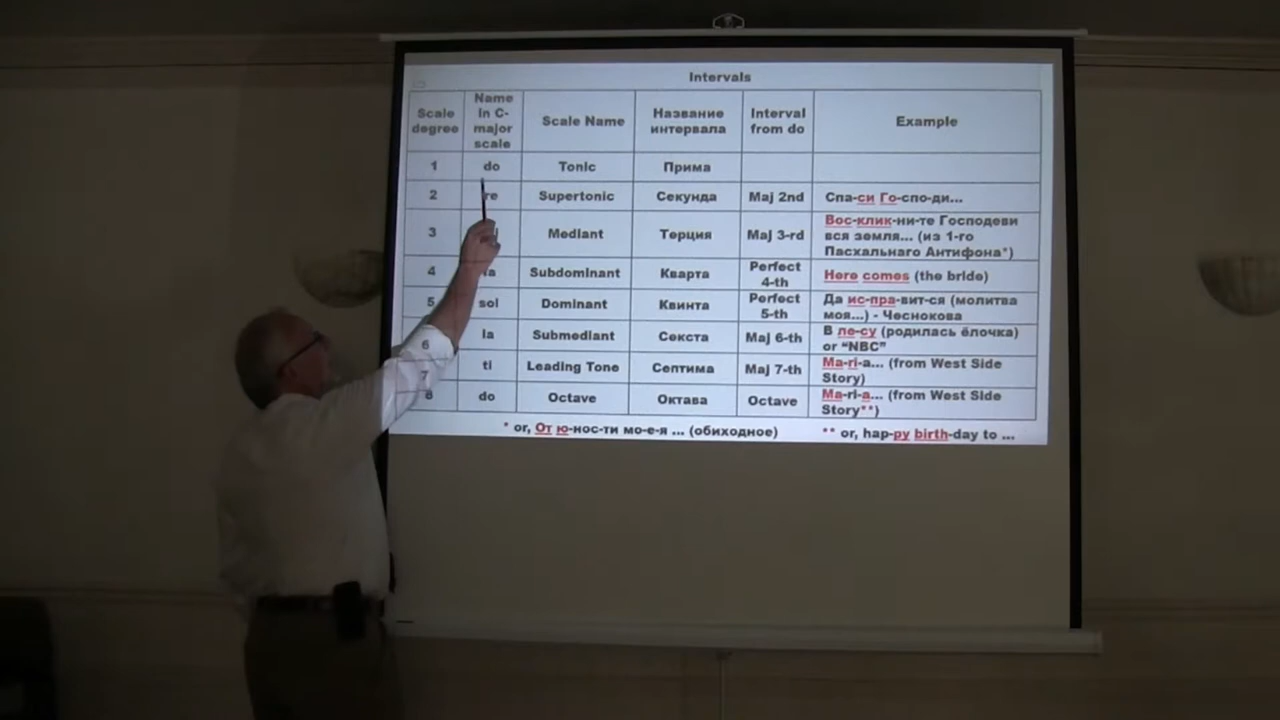 Intervals
Scale degree Name in C-major scale Scale Name Название интервала Interval from do Example
1 do Tonic Прима
2 re Supertonic Секунда Maj 2nd Спа-си Го-спо-ди...
3 Mediant Терция Maj 3-rd Вос-клик-ни-те Господеви вся земля... (из 1-го Пасхальнаго Антифона*)
4 Subdominant Кварта Perfect 4-th Here comes (the bride)
5 sol Dominant Квинта Perfect 5-th Да ис-пра-вит-ся (молитва моя...) - Чеснокова
6 la Submediant Секста Maj 6-th В ле-су (родилась ёлочка) or “NBC”
7 ti Leading Tone Септима Maj 7-th Ma-ri-a... (from West Side Story)
8 do Octave Октава Octave Ma-ri-a... (from West Side Story**)
* or, От ю-нос-ти мо-е-я ... (обиходное) ** or, hap-py birth-day to ...